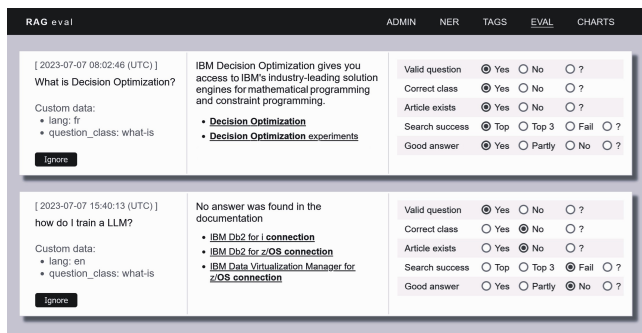 RAG eval ADMIN NER TAGS EVAL CHARTS
[ 2023-07-07 08:02:46 (UTC) ]
What is Decision Optimization?
Custom data:
• lang: fr
• question_class: what-is
Ignore
IBM Decision Optimization gives you
access to IBM's industry-leading solution
engines for mathematical programming
and constraint programming.
• Decision Optimization
• Decision Optimization experiments
Valid question Yes No ?
Correct class Yes No ?
Article exists Yes No ?
Search success Top Top 3 Fail ?
Good answer Yes Partly No ?
[ 2023-07-07 15:40:13 (UTC) ]
how do I train a LLM?
Custom data:
• lang: en
• question_class: what-is
Ignore
No answer was found in the
documentation
• IBM Db2 for i connection
• IBM Db2 for z/OS connection
• IBM Data Virtualization Manager for
z/OS connection
Valid question Yes No ?
Correct class Yes No ?
Article exists Yes No ?
Search success Top Top 3 Fail ?
Good answer Yes Partly No ?